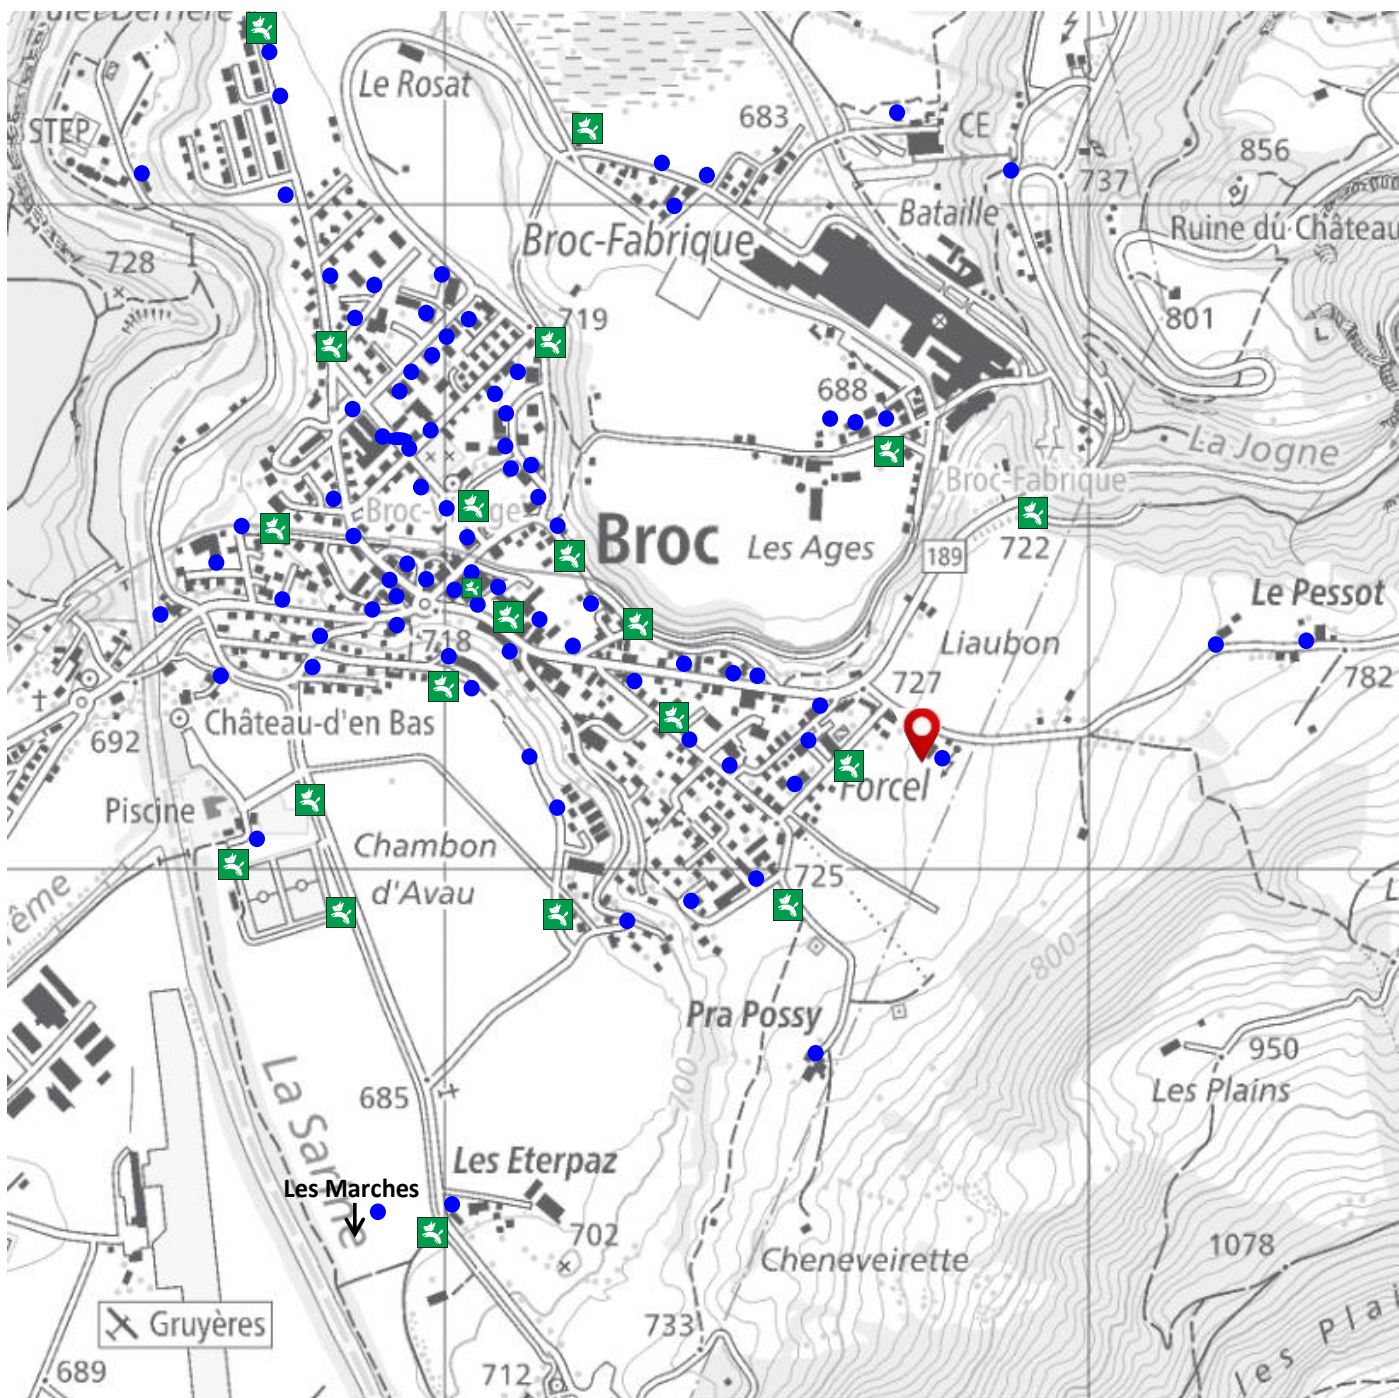 Le Rosat
683
CE
STEP
856
737
Bataille
Ruine du Château
Broc-Fabrique
728
719
801
688
La Jogne
Broc-Fabrique
Broc
Les Ages
722
189
Le Pessot
Liaubon
718
782
727
Château-d'en Bas
692
Forcel
Piscine
Chambon
d'Avau
725
800
Pra Possy
950
700
685
Les Plains
La Sarine
Les Eterpaz
Les Marches
702
1078
Cheneveirette
Gruyères
733
689
712